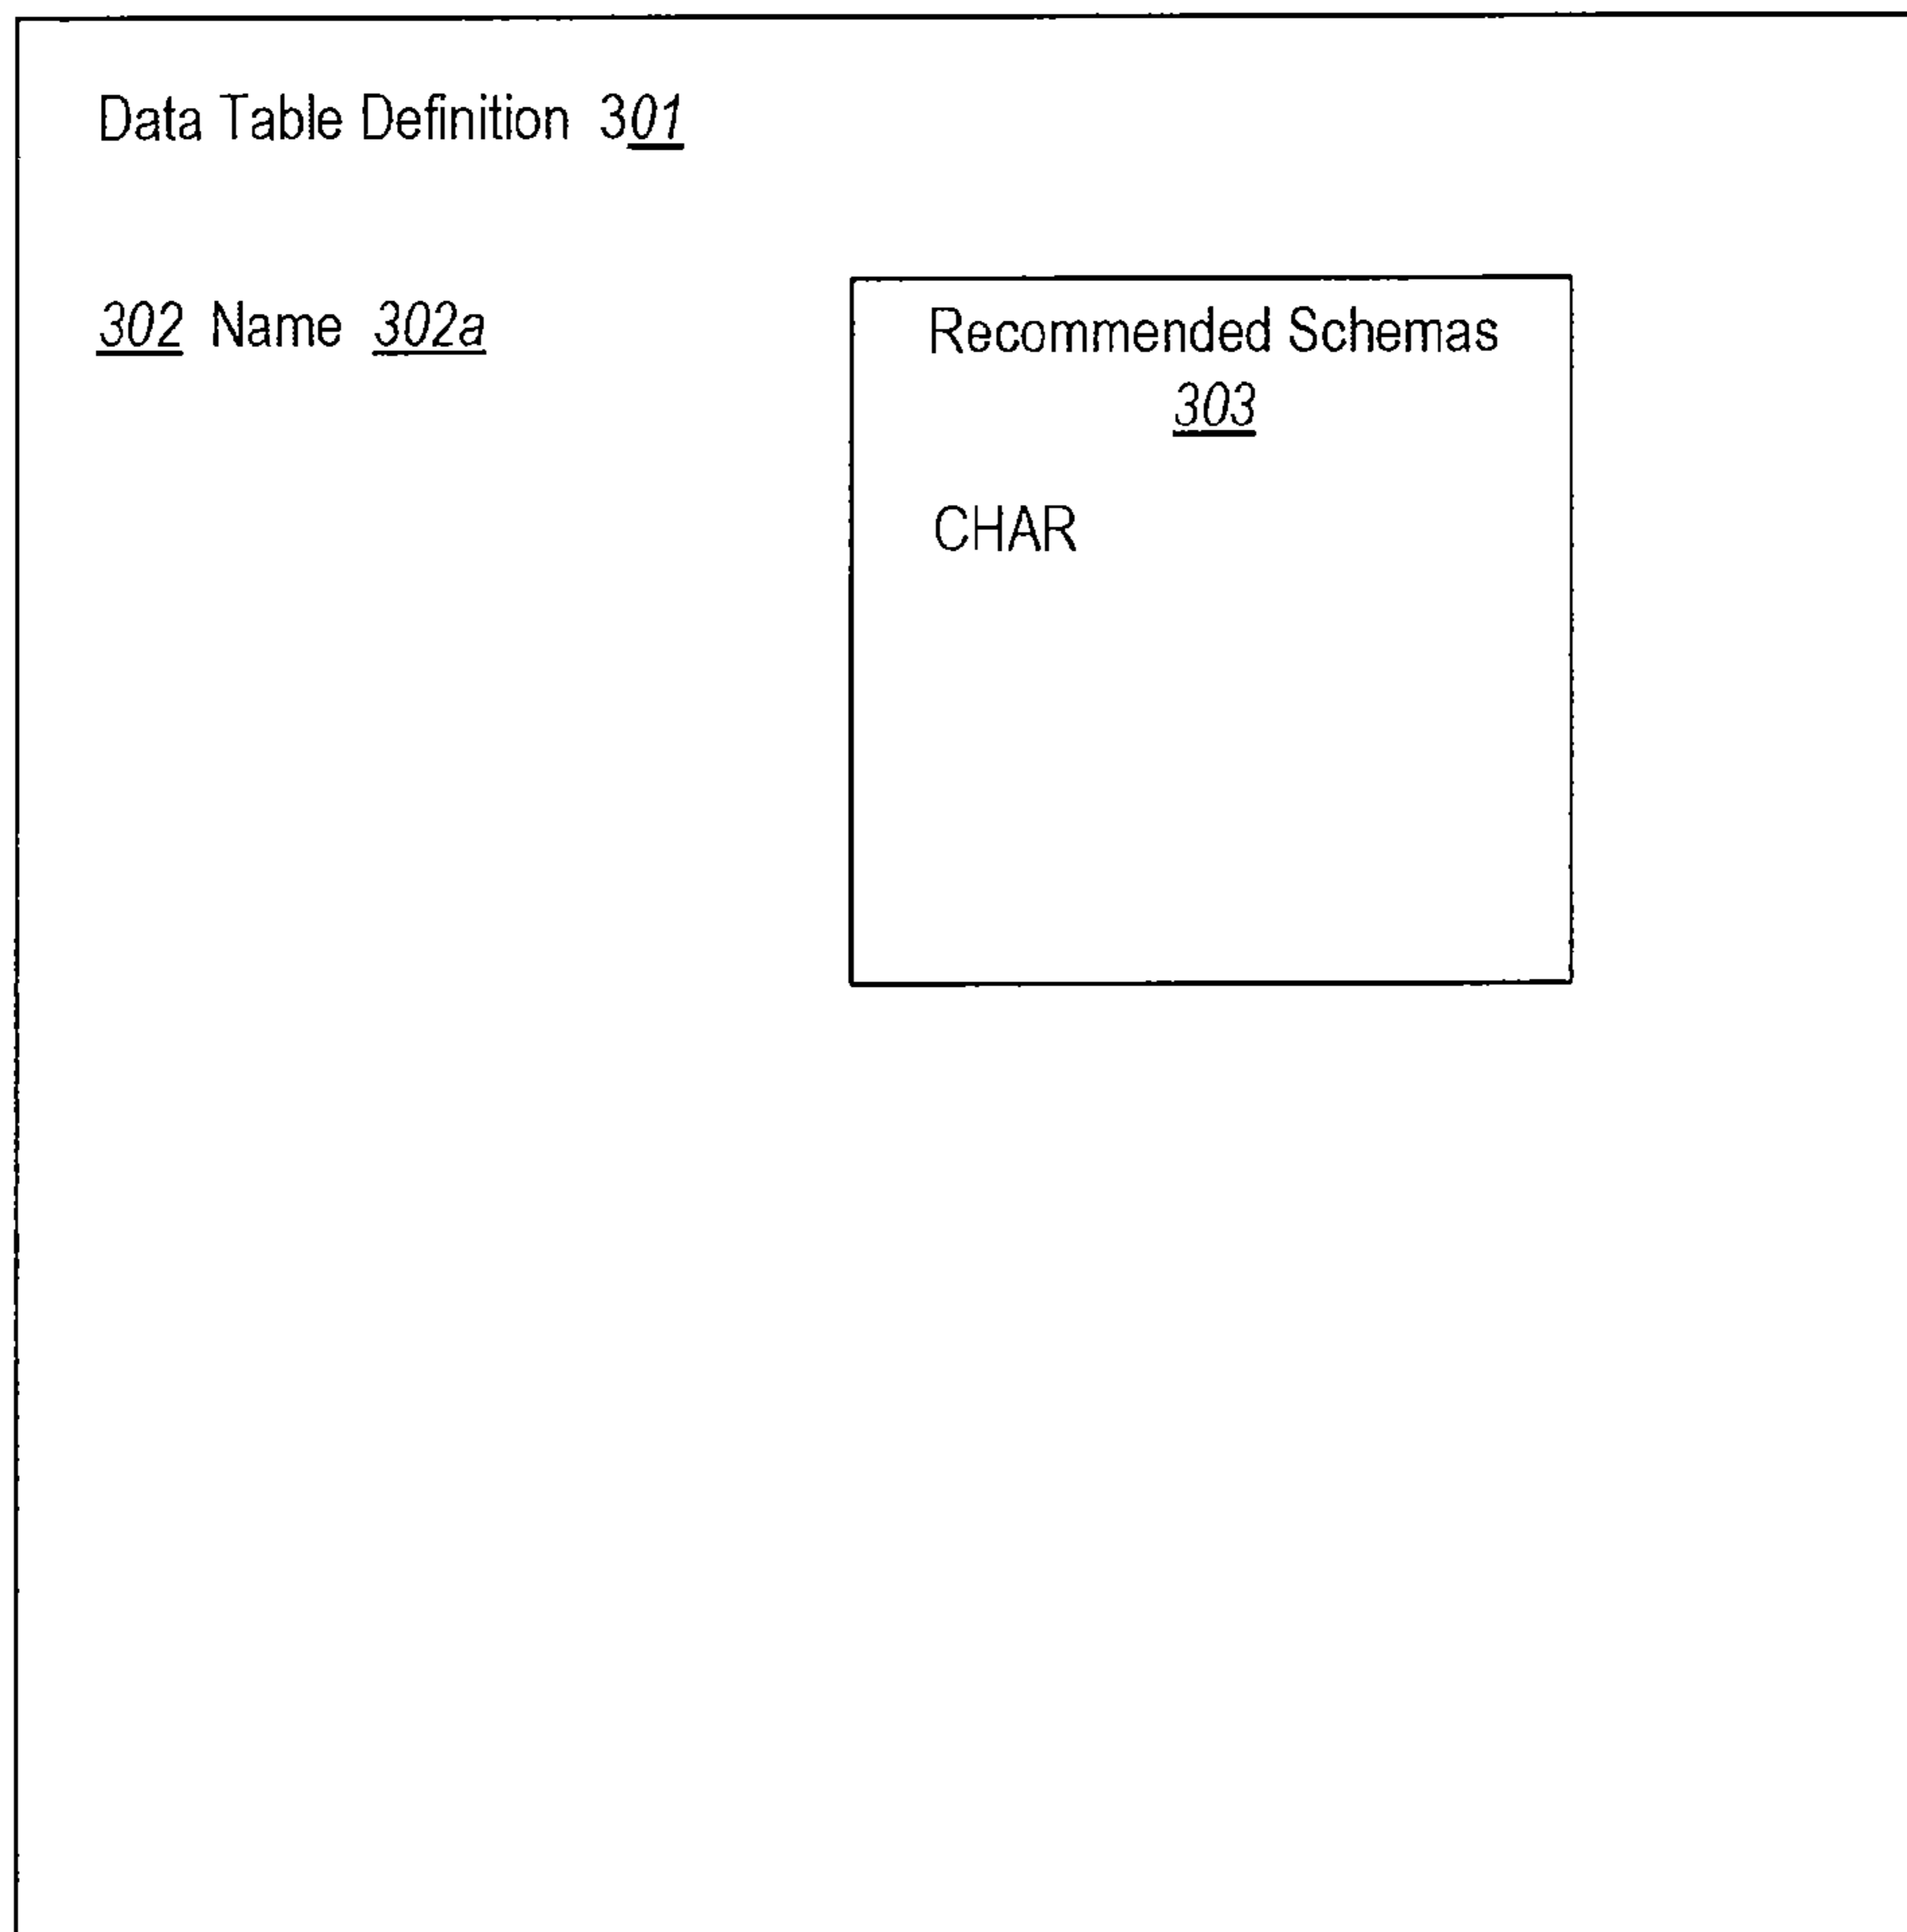 Data Table Definition 301
302 Name 302a
Recommended Schemas
303
CHAR